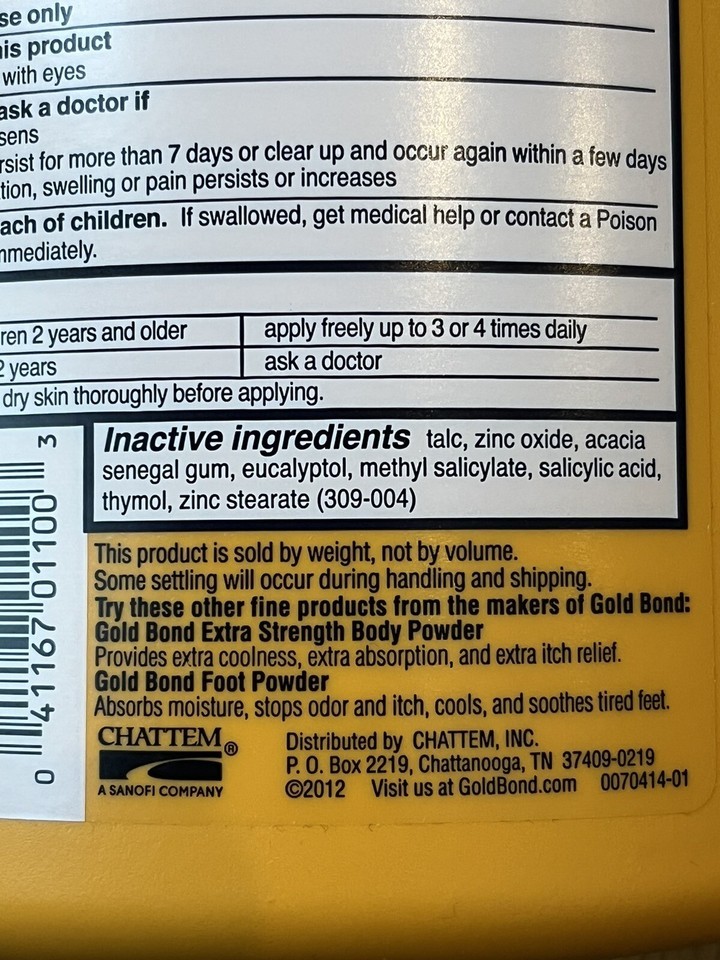 se only
his product
with eyes
ask a doctor if
sens
rsist for more than 7 days or clear up and occur again within a few days
tion, swelling or pain persists or increases
ach of children. If swallowed, get medical help or contact a Poison
mmediately.
ren 2 years and older apply freely up to 3 or 4 times daily
2 years ask a doctor
dry skin thoroughly before applying.
Inactive ingredients talc, zinc oxide, acacia
senegal gum, eucalyptol, methyl salicylate, salicylic acid,
thymol, zinc stearate (309-004)
0 41167 01100 3
This product is sold by weight, not by volume.
Some settling will occur during handling and shipping.
Try these other fine products from the makers of Gold Bond:
Gold Bond Extra Strength Body Powder
Provides extra coolness, extra absorption, and extra itch relief.
Gold Bond Foot Powder
Absorbs moisture, stops odor and itch, cools, and soothes tired feet.
CHATTEM®
A SANOFI COMPANY
Distributed by CHATTEM, INC.
P. O. Box 2219, Chattanooga, TN 37409-0219
©2012 Visit us at GoldBond.com 0070414-01